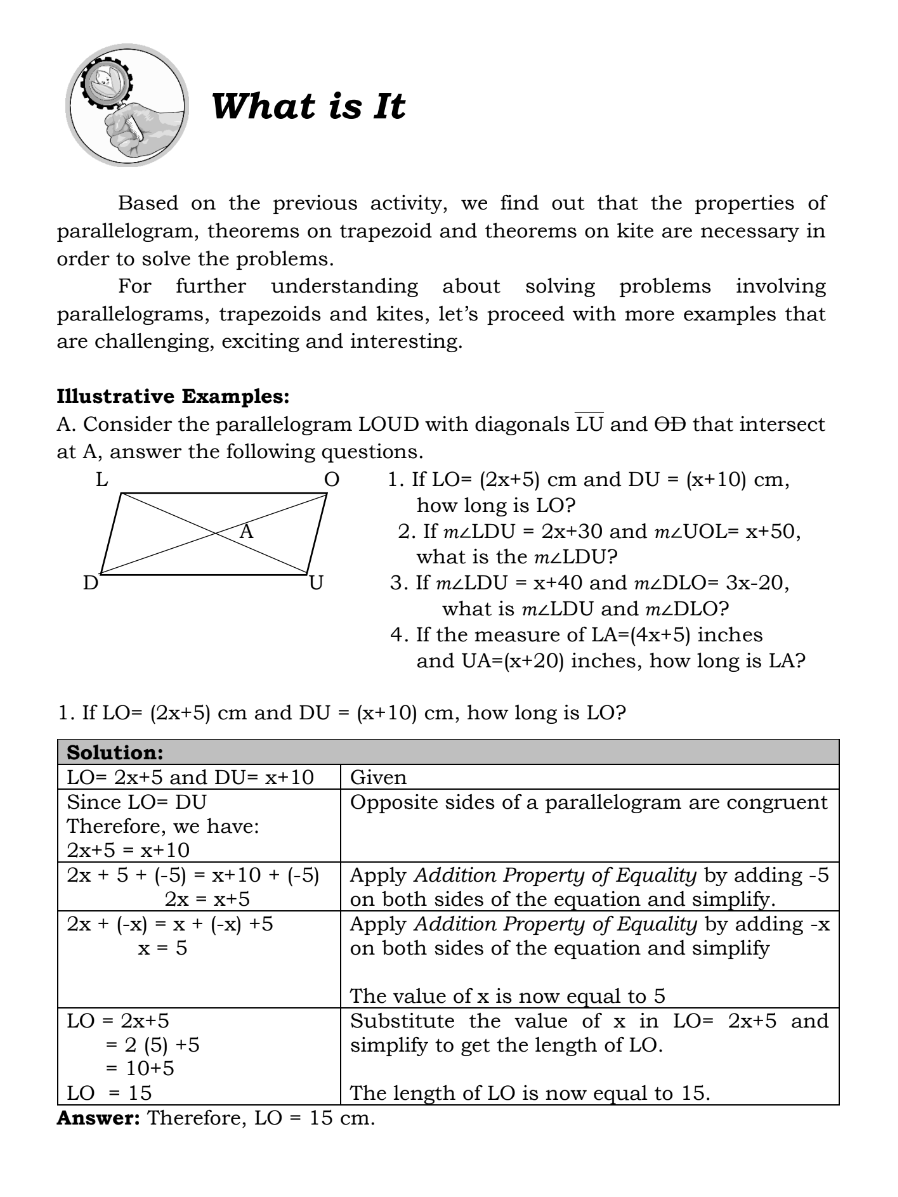 What is It
Based on the previous activity, we find out that the properties of
parallelogram, theorems on trapezoid and theorems on kite are necessary in
order to solve the problems.
For further understanding about solving problems involving
parallelograms, trapezoids and kites, let’s proceed with more examples that
are challenging, exciting and interesting.
Illustrative Examples:
A. Consider the parallelogram LOUD with diagonals L̅U̅ and O̶D̶ that intersect
at A, answer the following questions.
L O
A
D U
1. If LO= (2x+5) cm and DU = (x+10) cm,
how long is LO?
2. If m∠LDU = 2x+30 and m∠UOL= x+50,
what is the m∠LDU?
3. If m∠LDU = x+40 and m∠DLO= 3x-20,
what is m∠LDU and m∠DLO?
4. If the measure of LA=(4x+5) inches
and UA=(x+20) inches, how long is LA?
1. If LO= (2x+5) cm and DU = (x+10) cm, how long is LO?
Solution:
LO= 2x+5 and DU= x+10
Given
Since LO= DU
Therefore, we have:
2x+5 = x+10
Opposite sides of a parallelogram are congruent
2x + 5 + (-5) = x+10 + (-5)
2x = x+5
Apply Addition Property of Equality by adding -5
on both sides of the equation and simplify.
2x + (-x) = x + (-x) +5
x = 5
Apply Addition Property of Equality by adding -x
on both sides of the equation and simplify
The value of x is now equal to 5
LO = 2x+5
= 2 (5) +5
= 10+5
LO = 15
Substitute the value of x in LO= 2x+5 and
simplify to get the length of LO.
The length of LO is now equal to 15.
Answer: Therefore, LO = 15 cm.